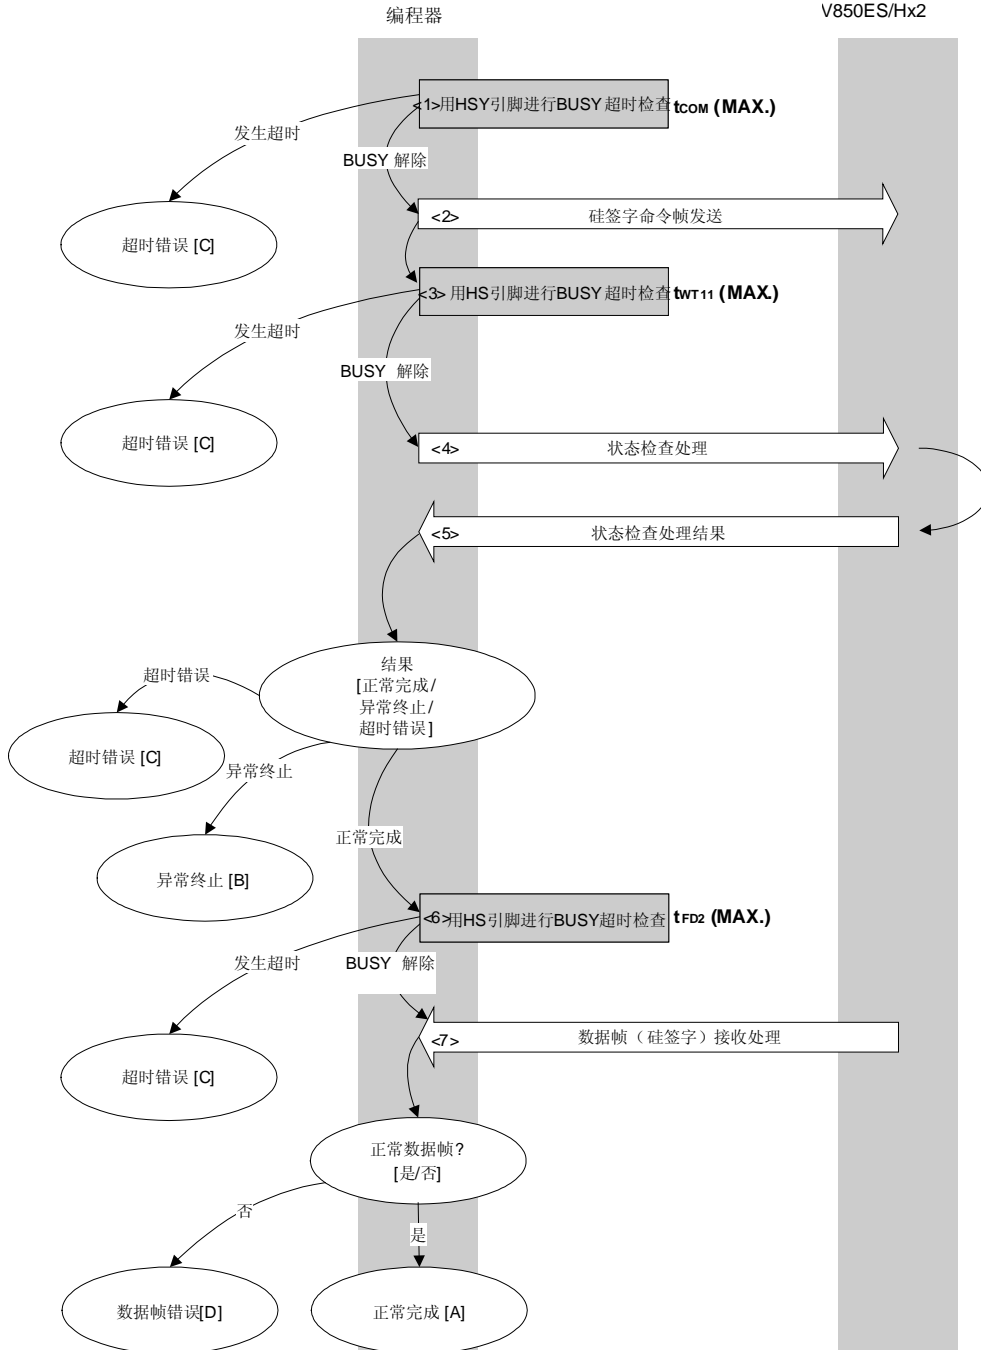 编程器
V850ES/Hx2
<1>用HSY引脚进行BUSY 超时检查 tCOM (MAX.)
发生超时
BUSY 解除
<2> 硅签字命令帧发送
超时错误 [C]
<3> 用HS引脚进行BUSY 超时检查 tWT11 (MAX.)
发生超时
BUSY 解除
超时错误 [C]
<4> 状态检查处理
<5> 状态检查处理结果
结果
[正常完成/
异常终止/
超时错误]
超时错误
超时错误 [C]
异常终止
正常完成
异常终止 [B]
<6>用HS引脚进行BUSY超时检查 tFD2 (MAX.)
发生超时
BUSY 解除
<7> 数据帧（硅签字）接收处理
超时错误 [C]
正常数据帧？
[是/否]
否
是
数据帧错误[D]
正常完成 [A]